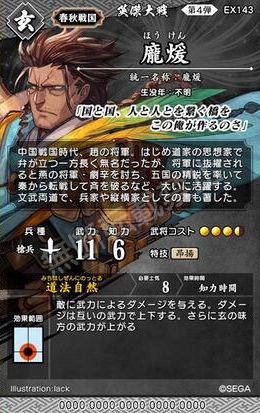 玄
春秋戦国
英傑大戦
第4弾
EX143
ほう けん
龐煖
統一名称:龐煖
生没年:不明
「国と国、人と人とを繋ぐ橋を
この俺が作るのさ」
中国戦国時代、趙の将軍。はじめ道家の思想家で
弁が立つ一方長く無名だったが、将軍に抜擢され
ると燕の将軍・劇辛を討ち、五国の精鋭を率いて
秦から転戦して斉を破るなど、大いに活躍する。
文武両道で、兵家や縦横家としての書も著した。
兵種 武力 知力 武将コスト
槍兵 11 6
特技 昂揚
みちはしぜんにのっとる 必要士気 効果時間
道法自然 8 知力時間
効果範囲
敵に武力によるダメージを与える。ダメー
ジは互いの武力で上下する。さらに玄の味
方の武力が上がる
Illustration:lack ©SEGA
0000-0000-0000-0000-0000